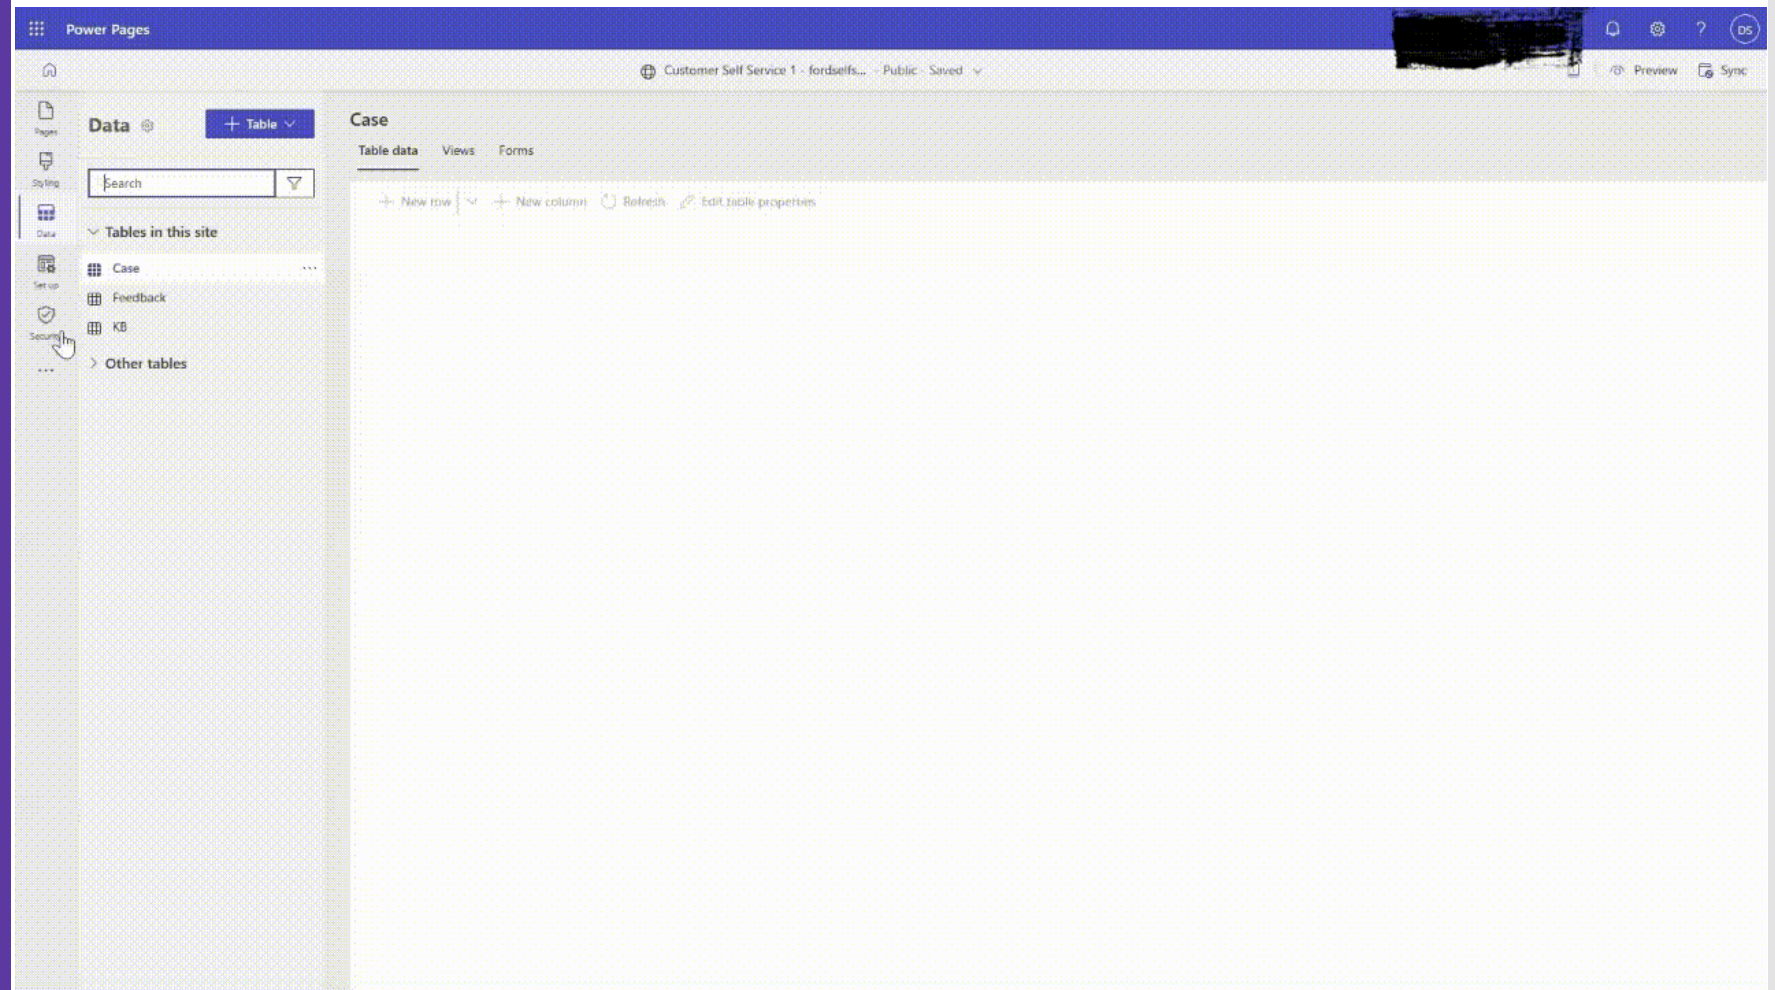 Power Pages
? DS
Customer Self Service 1 - fordselfs... - Public - Saved
Preview Sync
Pages
Styling
Data
Set up
Security
...
Data
+ Table
Search
Tables in this site
Case ...
Feedback
KB
Other tables
Case
Table data Views Forms
+ New row + New column Refresh Edit table properties